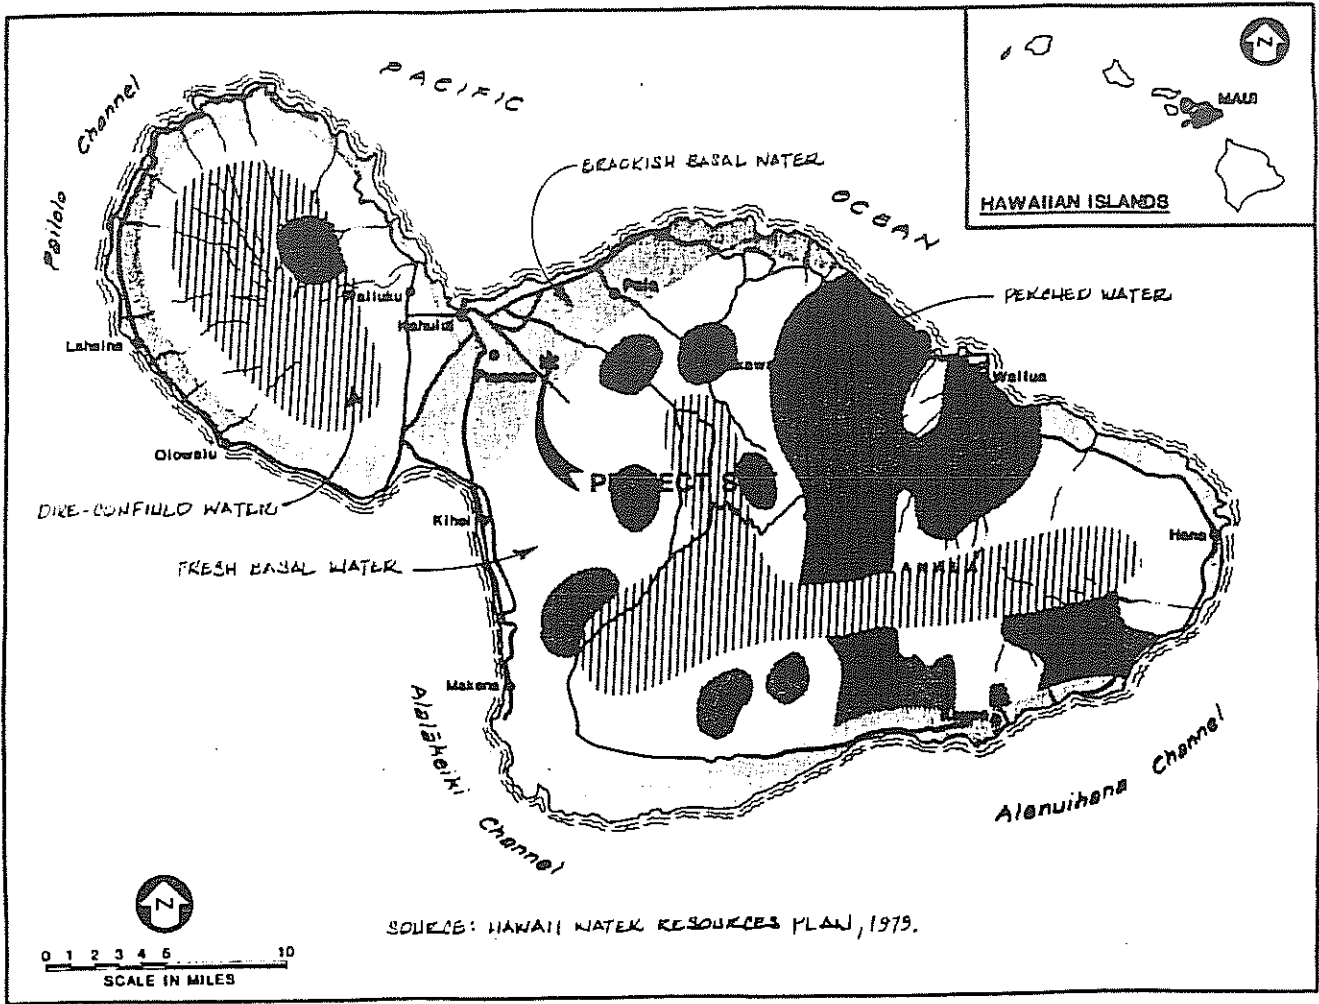 PACIFIC
OCEAN
Pailolo Channel
N
MAUI
HAWAIIAN ISLANDS
BRACKISH BASAL WATER
PERCHED WATER
Paia
Wailuku
Kahului
Lahaina
Wailua
Olowalu
DIKE-CONFINED WATER
Kihei
FRESH BASAL WATER
Hana
Makena
Alalakeiki Channel
Alenuihana Channel
N
SOURCE: HAWAII WATER RESOURCES PLAN, 1979.
0 1 2 3 4 5 10
SCALE IN MILES